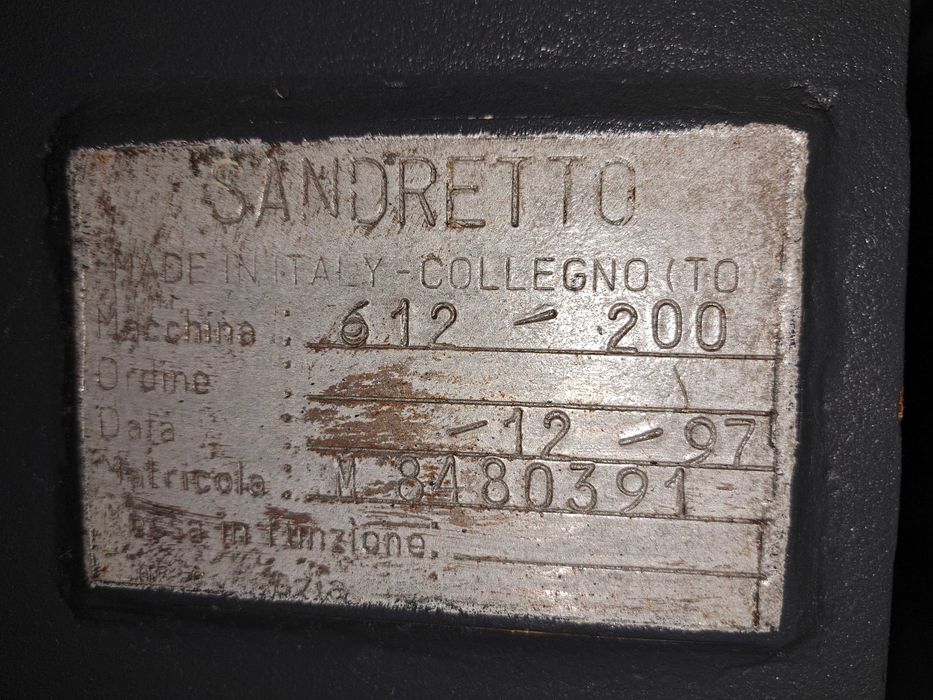 SANDRETTO
MADE IN ITALY - COLLEGNO (TO)
Macchina : 612 - 200
Ordine :
Data : -12-97
Matricola : M 8480391
Messa in funzione.